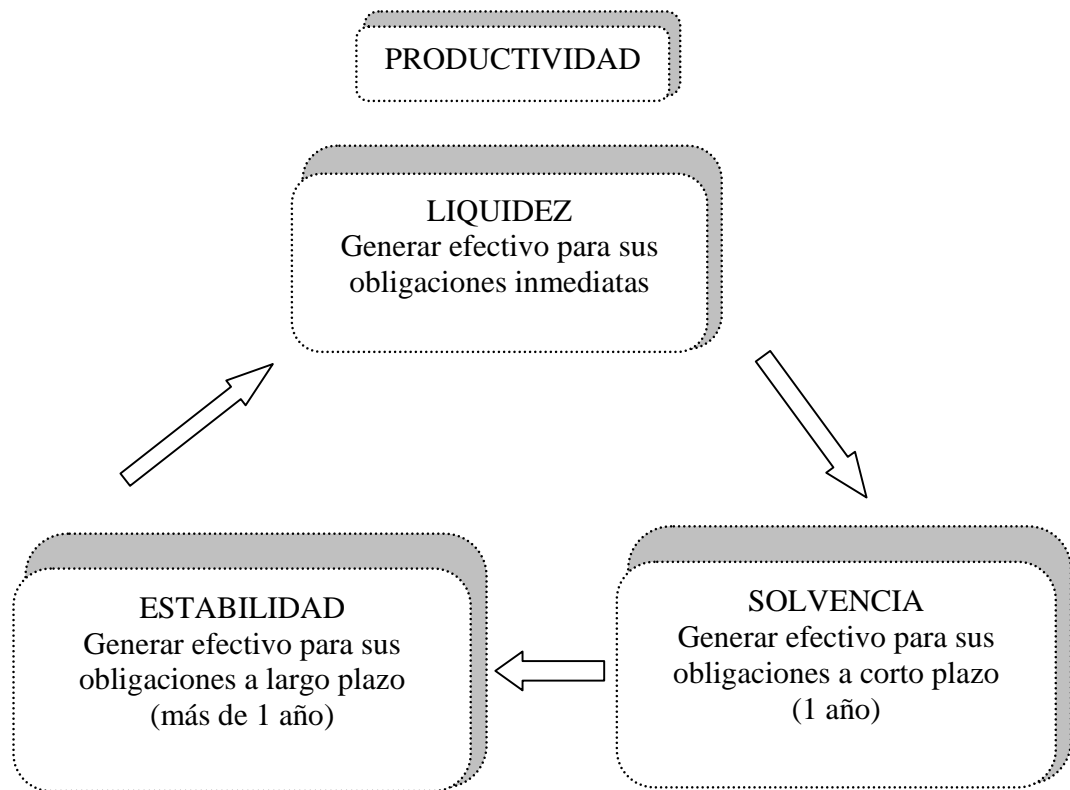 PRODUCTIVIDAD
LIQUIDEZ
Generar efectivo para sus
obligaciones inmediatas
ESTABILIDAD
Generar efectivo para sus
obligaciones a largo plazo
(más de 1 año)
SOLVENCIA
Generar efectivo para sus
obligaciones a corto plazo
(1 año)